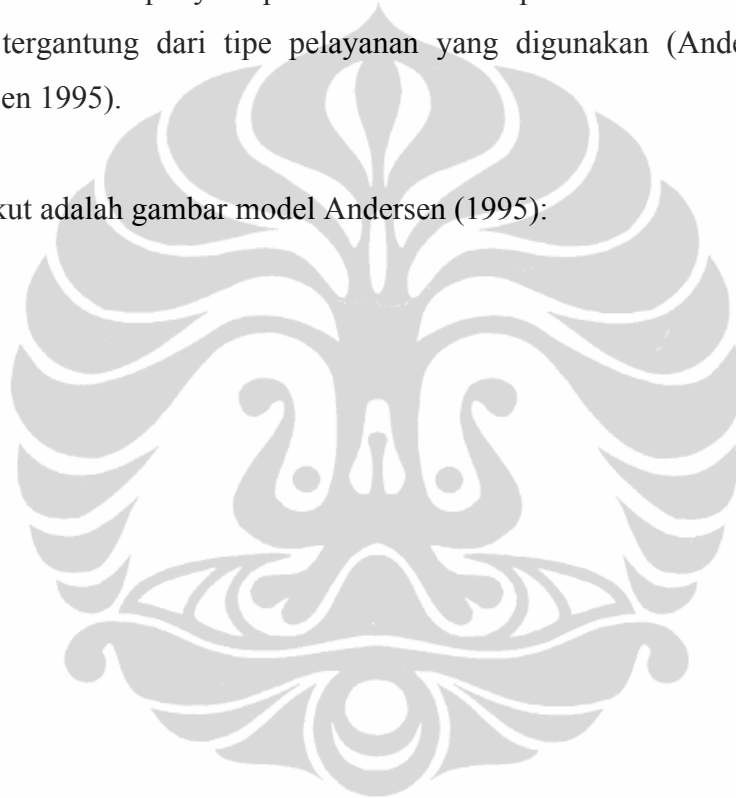 tergantung dari tipe pelayanan yang digunakan (Ande
en 1995).
kut adalah gambar model Andersen (1995):